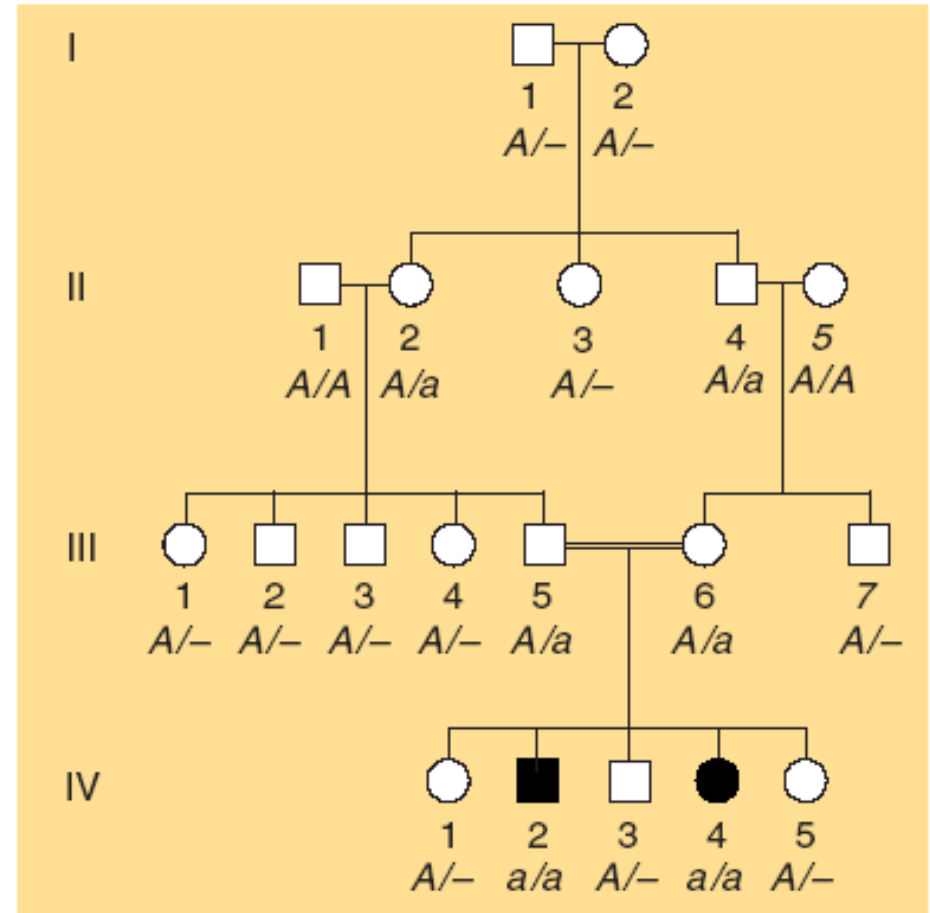 I
1 2
A/– A/–
II
1 2 3 4 5
A/A A/a A/– A/a A/A
III
1 2 3 4 5 6 7
A/– A/– A/– A/– A/a A/a A/–
IV
1 2 3 4 5
A/– a/a A/– a/a A/–